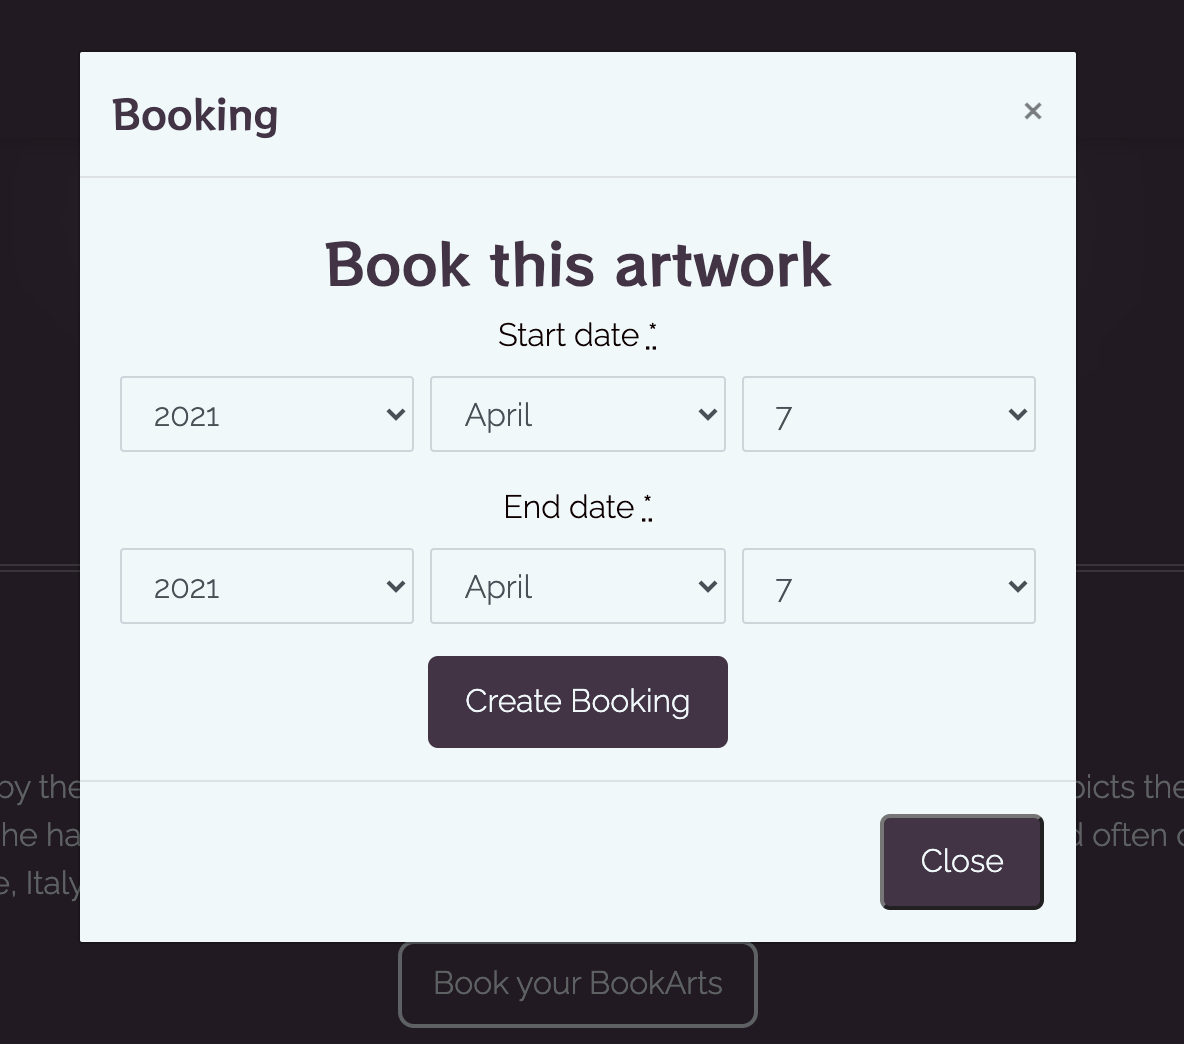 Booking ×
Book this artwork
Start date *
2021 April 7
End date *
2021 April 7
Create Booking
by the picts the
he ha d often
e, Italy
Close
Book your BookArts